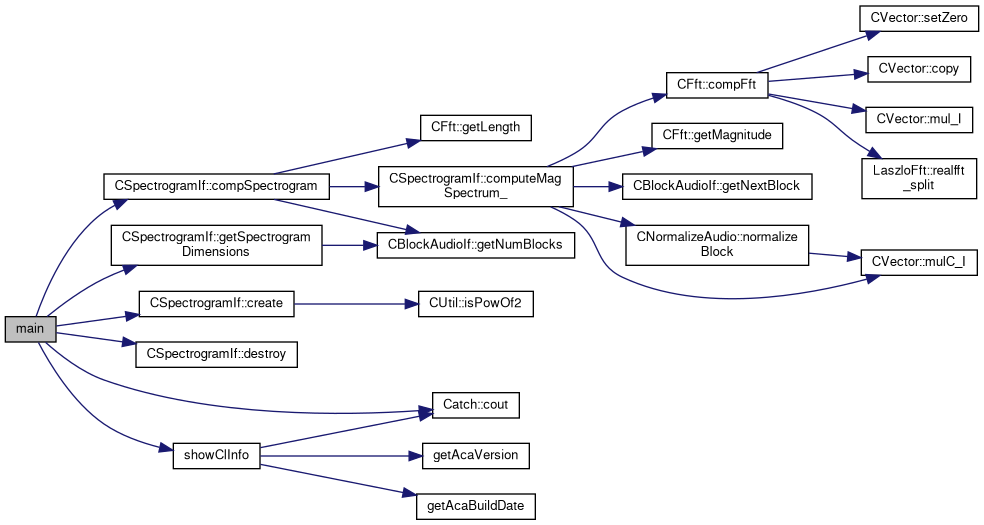 CVector::setZero
CVector::copy
CFft::compFft
CVector::mul_I
CFft::getLength
CFft::getMagnitude
LaszloFft::realfft
_split
CSpectrogramIf::compSpectrogram
CSpectrogramIf::computeMag
Spectrum_
CBlockAudioIf::getNextBlock
CSpectrogramIf::getSpectrogram
Dimensions
CBlockAudioIf::getNumBlocks
CNormalizeAudio::normalize
Block
CVector::mulC_I
CSpectrogramIf::create
CUtil::isPowOf2
main
CSpectrogramIf::destroy
Catch::cout
showClInfo
getAcaVersion
getAcaBuildDate